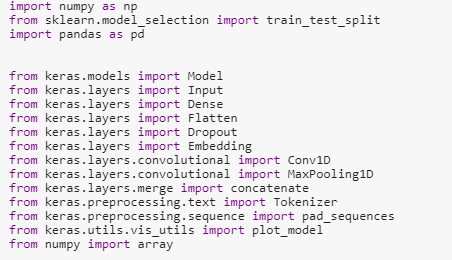 import numpy as np
from sklearn.model_selection import train_test_split
import pandas as pd
from keras.models import Model
from keras.layers import Input
from keras.layers import Dense
from keras.layers import Flatten
from keras.layers import Dropout
from keras.layers import Embedding
from keras.layers.convolutional import Conv1D
from keras.layers.convolutional import MaxPooling1D
from keras.layers.merge import concatenate
from keras.preprocessing.text import Tokenizer
from keras.preprocessing.sequence import pad_sequences
from keras.utils.vis_utils import plot_model
from numpy import array